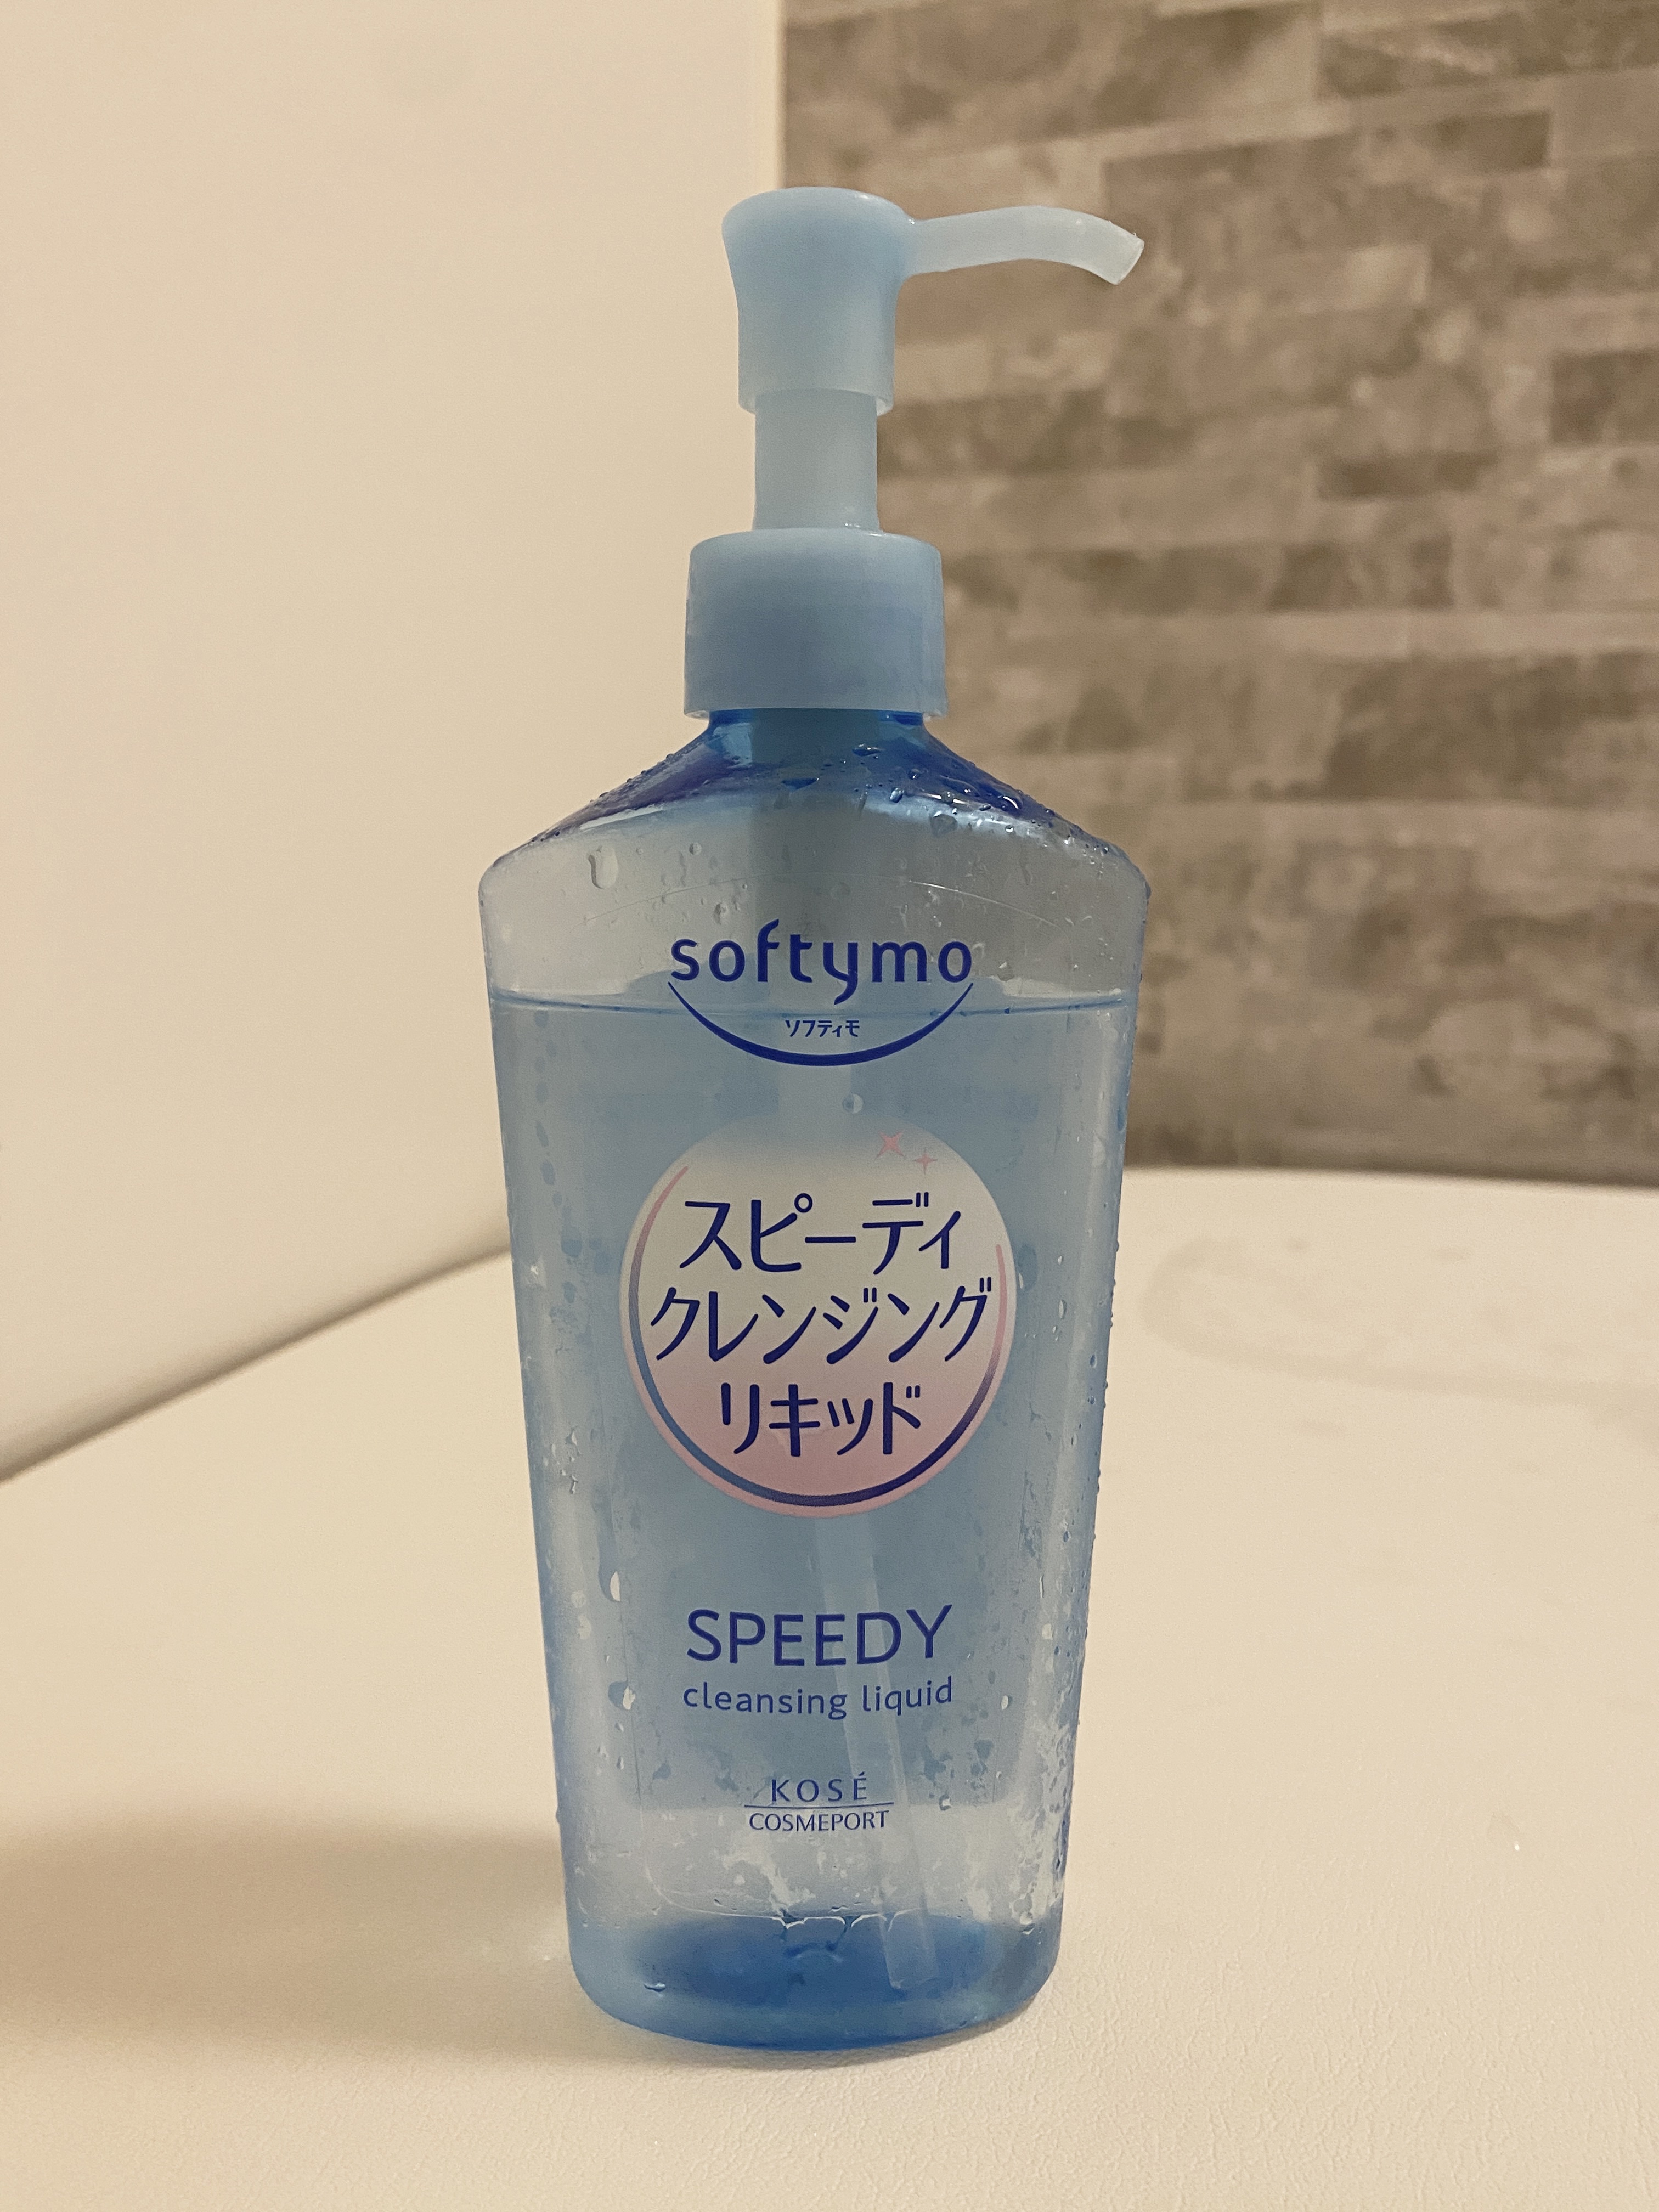 softymo
ソフティモ
スピーディ
クレンジング
リキッド
SPEEDY
cleansing liquid
KOSÉ
COSMEPORT